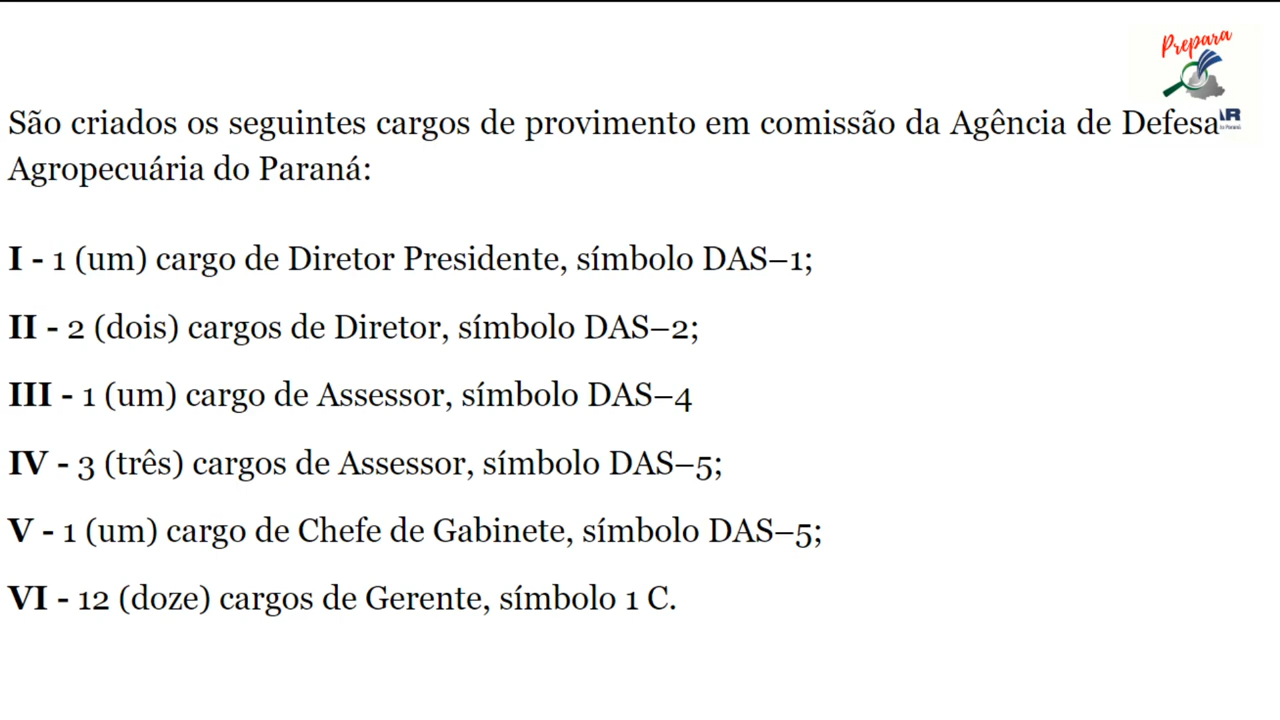 Prepara
São criados os seguintes cargos de provimento em comissão da Agência de Defesa
Agropecuária do Paraná:
I - 1 (um) cargo de Diretor Presidente, símbolo DAS–1;
II - 2 (dois) cargos de Diretor, símbolo DAS–2;
III - 1 (um) cargo de Assessor, símbolo DAS–4
IV - 3 (três) cargos de Assessor, símbolo DAS–5;
V - 1 (um) cargo de Chefe de Gabinete, símbolo DAS–5;
VI - 12 (doze) cargos de Gerente, símbolo 1 C.